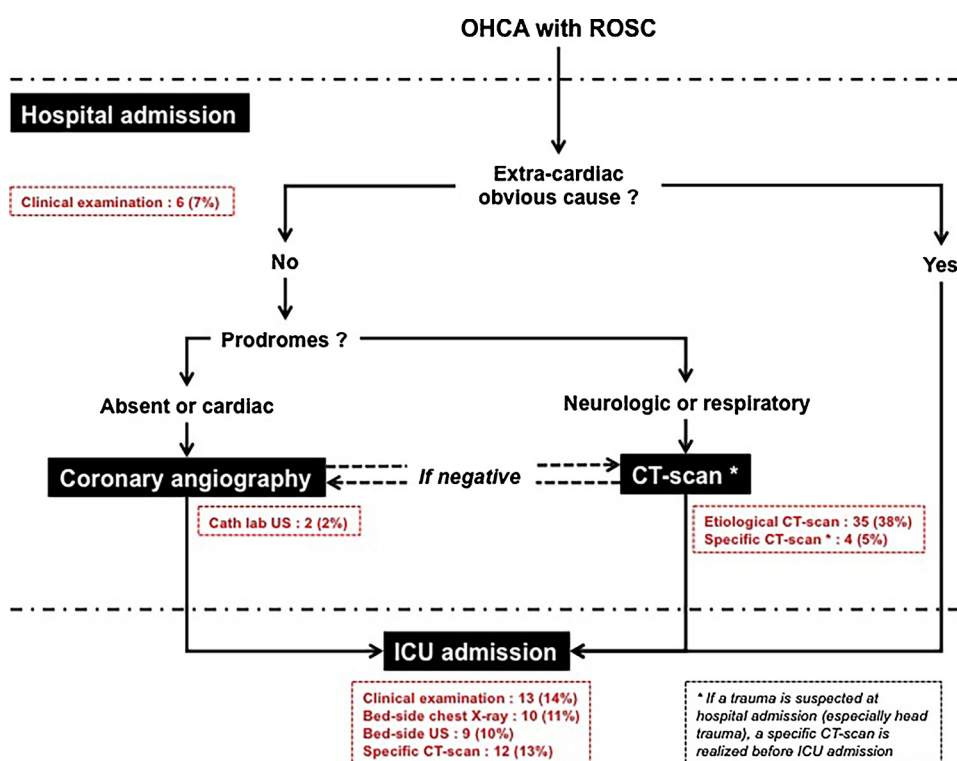 OHCA with ROSC
Hospital admission
Extra-cardiac
obvious cause ?
Clinical examination : 6 (7%)
No
Yes
Prodromes ?
Absent or cardiac
Neurologic or respiratory
Coronary angiography
If negative
CT-scan *
Cath lab US : 2 (2%)
Etiological CT-scan : 35 (38%)
Specific CT-scan * : 4 (5%)
ICU admission
Clinical examination : 13 (14%)
Bed-side chest X-ray : 10 (11%)
Bed-side US : 9 (10%)
Specific CT-scan : 12 (13%)
* If a trauma is suspected at
hospital admission (especially head
trauma), a specific CT-scan is
realized before ICU admission